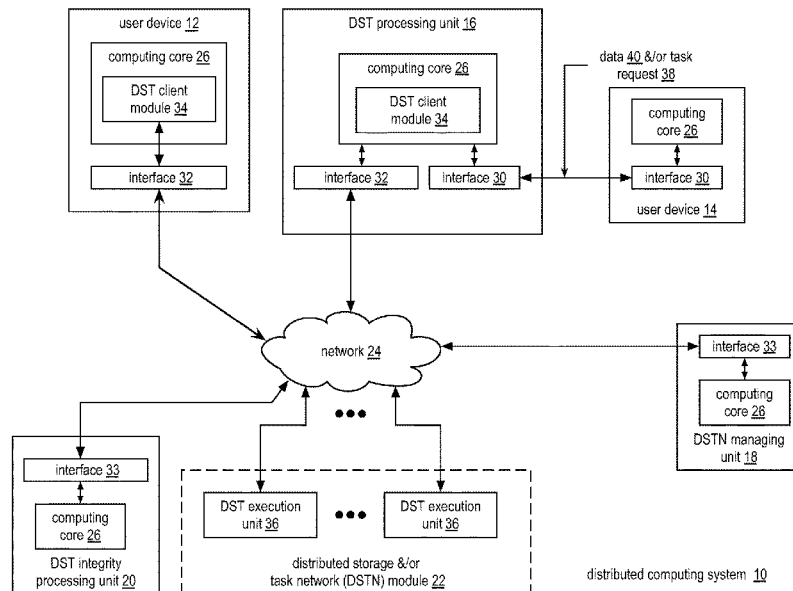 user device 12
computing core 26
DST client
module 34
interface 32
DST processing unit 16
computing core 26
DST client
module 34
interface 32
interface 30
data 40 &/or task
request 38
computing
core 26
interface 30
user device 14
network 24
interface 33
computing
core 26
DSTN managing
unit 18
interface 33
computing
core 26
DST integrity
processing unit 20
DST execution
unit 36
DST execution
unit 36
distributed storage &/or
task network (DSTN) module 22
distributed computing system 10